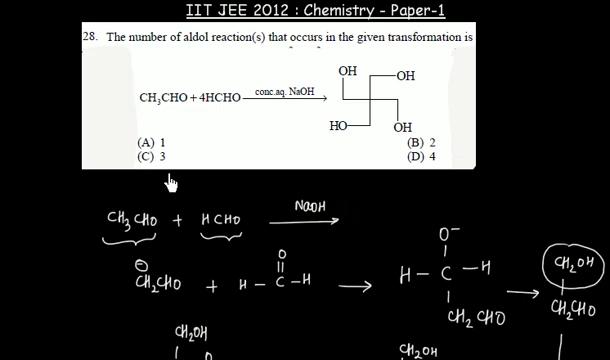 IIT JEE 2012 : Chemistry - Paper-1
28. The number of aldol reaction(s) that occurs in the given transformation is
OH
OH
CH₃CHO + 4HCHO conc.aq. NaOH
HO
OH
(A) 1 (B) 2
(C) 3 (D) 4
CH₃CHO + HCHO NaOH
O⁻
O
H - C - H
CH₂OH
⊖
CH₂CHO + H - C - H
CH₂CHO
CH₂CHO
CH₂OH
O
CH₂OH